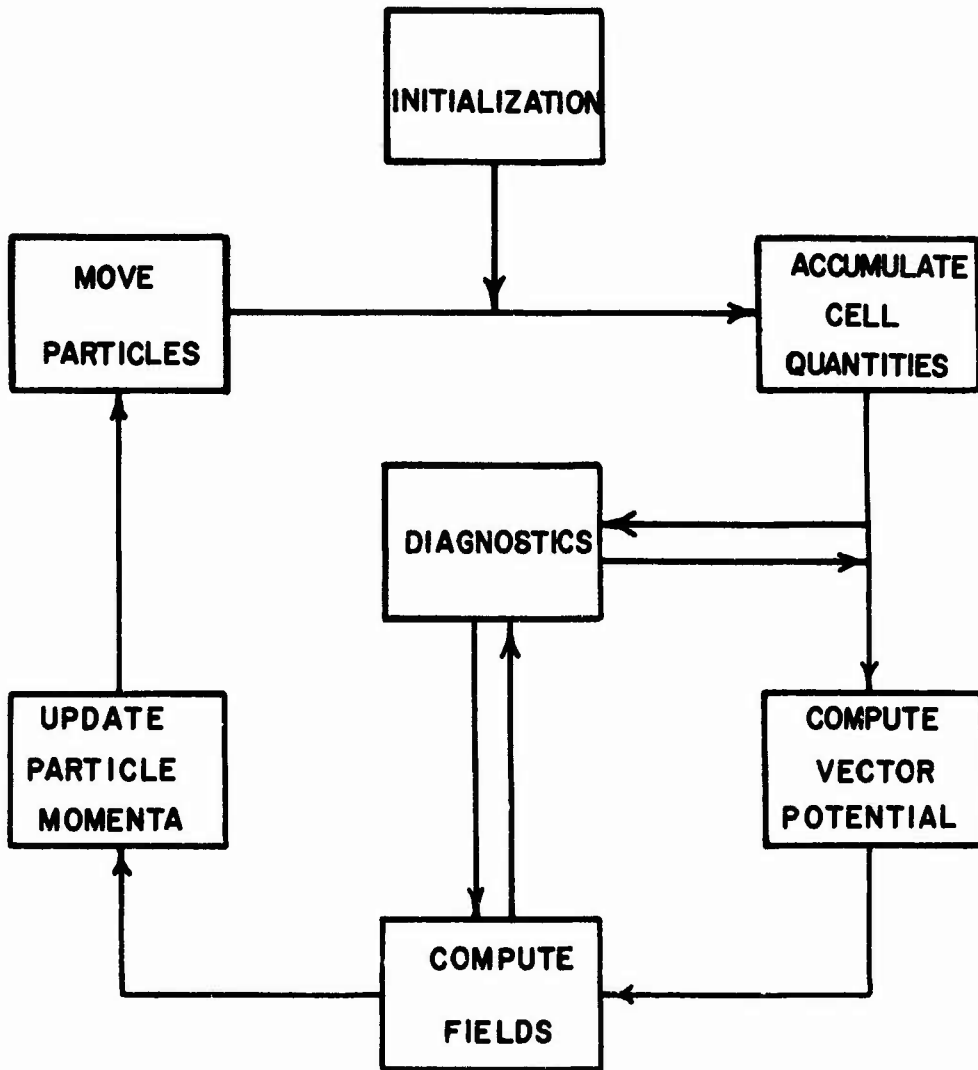 INITIALIZATION
MOVE
PARTICLES
ACCUMULATE
CELL
QUANTITIES
DIAGNOSTICS
UPDATE
PARTICLE
MOMENTA
COMPUTE
VECTOR
POTENTIAL
COMPUTE
FIELDS